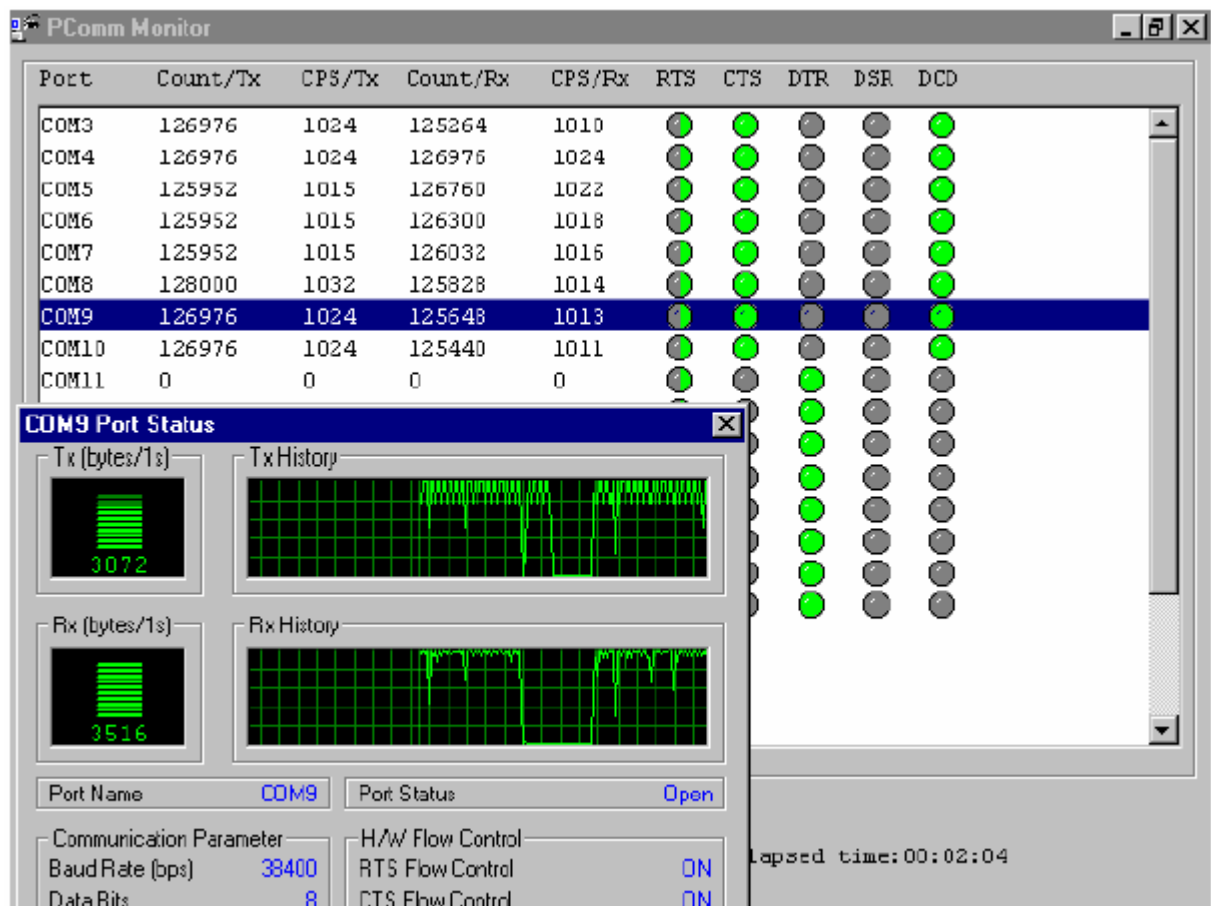 PComm Monitor
Port Count/Tx CPS/Tx Count/Rx CPS/Rx RTS CTS DTR DSR DCD
COM3 126976 1024 125264 1010
COM4 126976 1024 126976 1024
COM5 125952 1015 126760 1022
COM6 125952 1015 126300 1018
COM7 125952 1015 126032 1016
COM8 128000 1032 125828 1014
COM9 126976 1024 125648 1013
COM10 126976 1024 125440 1011
COM11 0 0 0 0
COM9 Port Status
Tx (bytes/1s) Tx History
3072
Rx (bytes/1s) Rx History
3516
Port Name COM9 Port Status Open
Communication Parameter H/W Flow Control
Baud Rate (bps) 38400 RTS Flow Control ON
lapsed time:00:02:04
Data Bits 8 CTS Flow Control ON